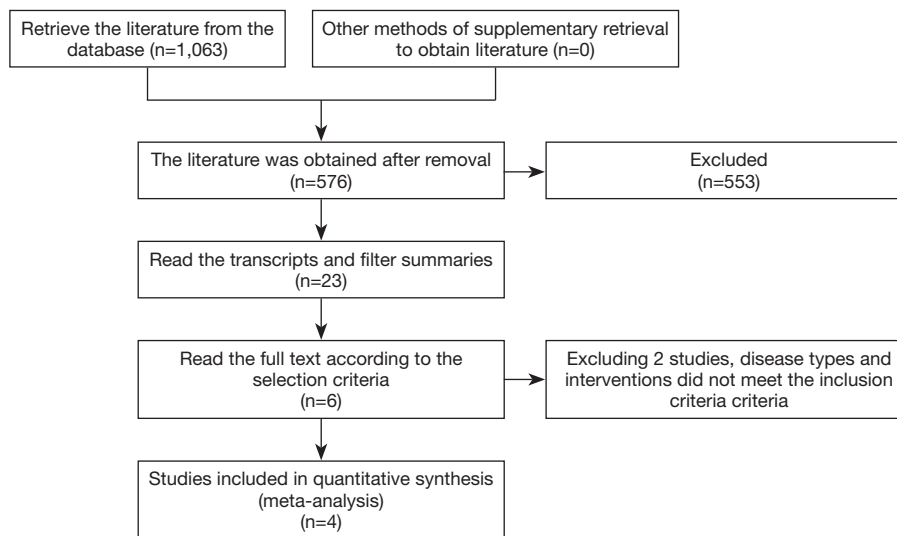 Retrieve the literature from the
database (n=1,063)
Other methods of supplementary retrieval
to obtain literature (n=0)
The literature was obtained after removal
(n=576)
Excluded
(n=553)
Read the transcripts and filter summaries
(n=23)
Read the full text according to the
selection criteria
(n=6)
Excluding 2 studies, disease types and
interventions did not meet the inclusion
criteria criteria
Studies included in quantitative synthesis
(meta-analysis)
(n=4)